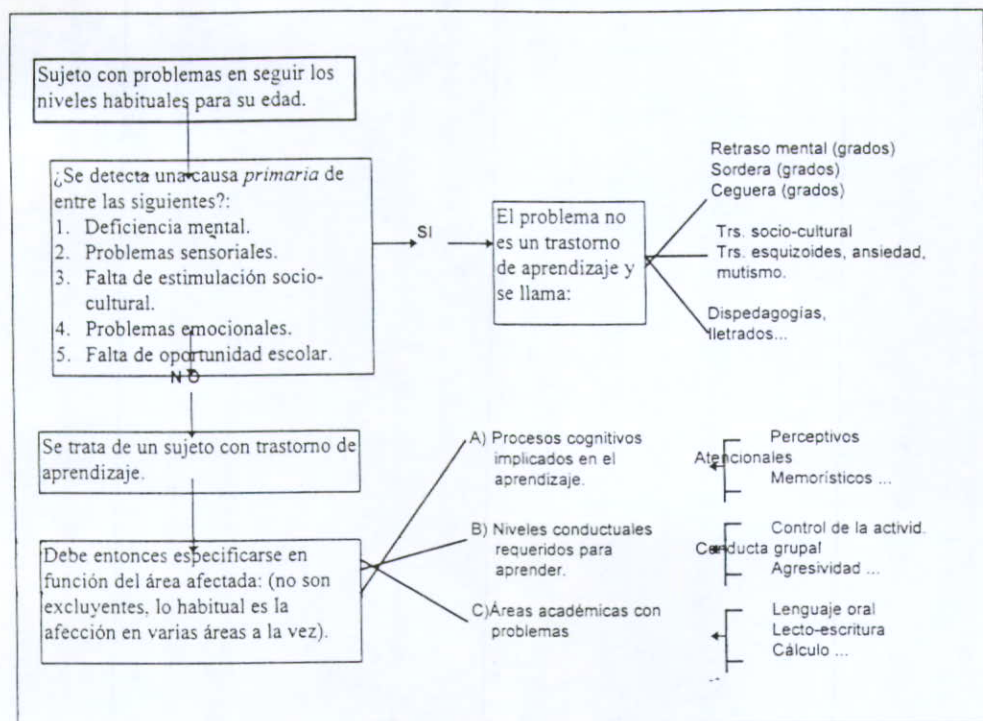 Sujeto con problemas en seguir los
niveles habituales para su edad.
¿Se detecta una causa primaria de
entre las siguientes?:
1. Deficiencia mental.
2. Problemas sensoriales.
3. Falta de estimulación socio-
cultural.
4. Problemas emocionales.
5. Falta de oportunidad escolar.
SI
El problema no
es un trastorno
de aprendizaje y
se llama:
Retraso mental (grados)
Sordera (grados)
Ceguera (grados)
Trs. socio-cultural
Trs. esquizoides, ansiedad,
mutismo.
Dispedagogías,
Iletrados...
N O
Se trata de un sujeto con trastorno de
aprendizaje.
Debe entonces especificarse en
función del área afectada: (no son
excluyentes, lo habitual es la
afección en varias áreas a la vez).
A) Procesos cognitivos
implicados en el
aprendizaje.
Perceptivos
Atencionales
Memorísticos ...
B) Niveles conductuales
requeridos para
aprender.
Control de la activid.
Conducta grupal
Agresividad ...
C)Áreas académicas con
problemas
Lenguaje oral
Lecto-escritura
Cálculo ...